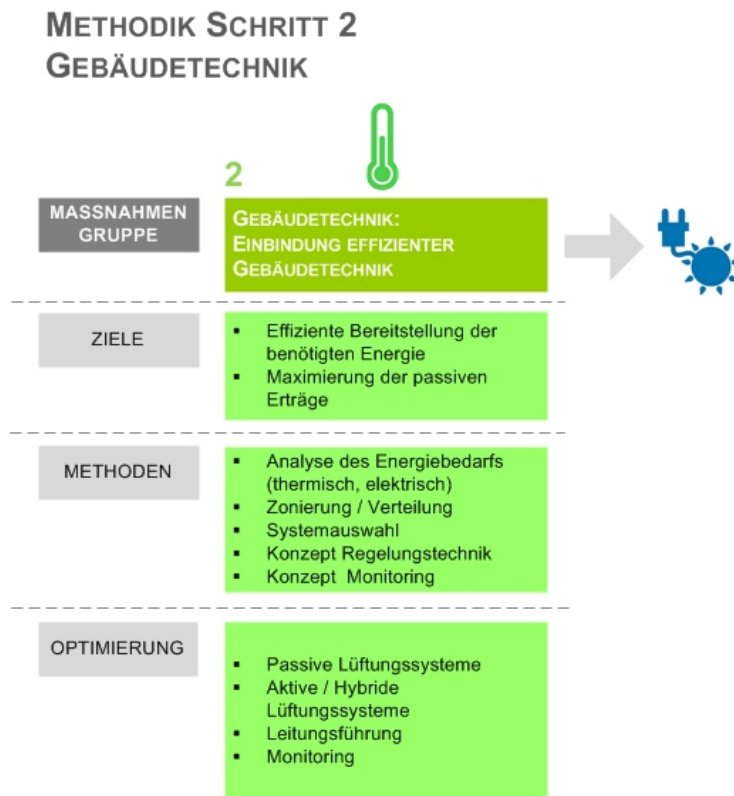 METHODIK SCHRITT 2
GEBÄUDETECHNIK
2
MASSNAHMEN
GRUPPE
GEBÄUDETECHNIK:
EINBINDUNG EFFIZIENTER
GEBÄUDETECHNIK
ZIELE
▪ Effiziente Bereitstellung der
benötigten Energie
▪ Maximierung der passiven
Erträge
METHODEN
▪ Analyse des Energiebedarfs
(thermisch, elektrisch)
▪ Zonierung / Verteilung
▪ Systemauswahl
▪ Konzept Regelungstechnik
▪ Konzept Monitoring
OPTIMIERUNG
▪ Passive Lüftungssysteme
▪ Aktive / Hybride
Lüftungssysteme
▪ Leitungsführung
▪ Monitoring